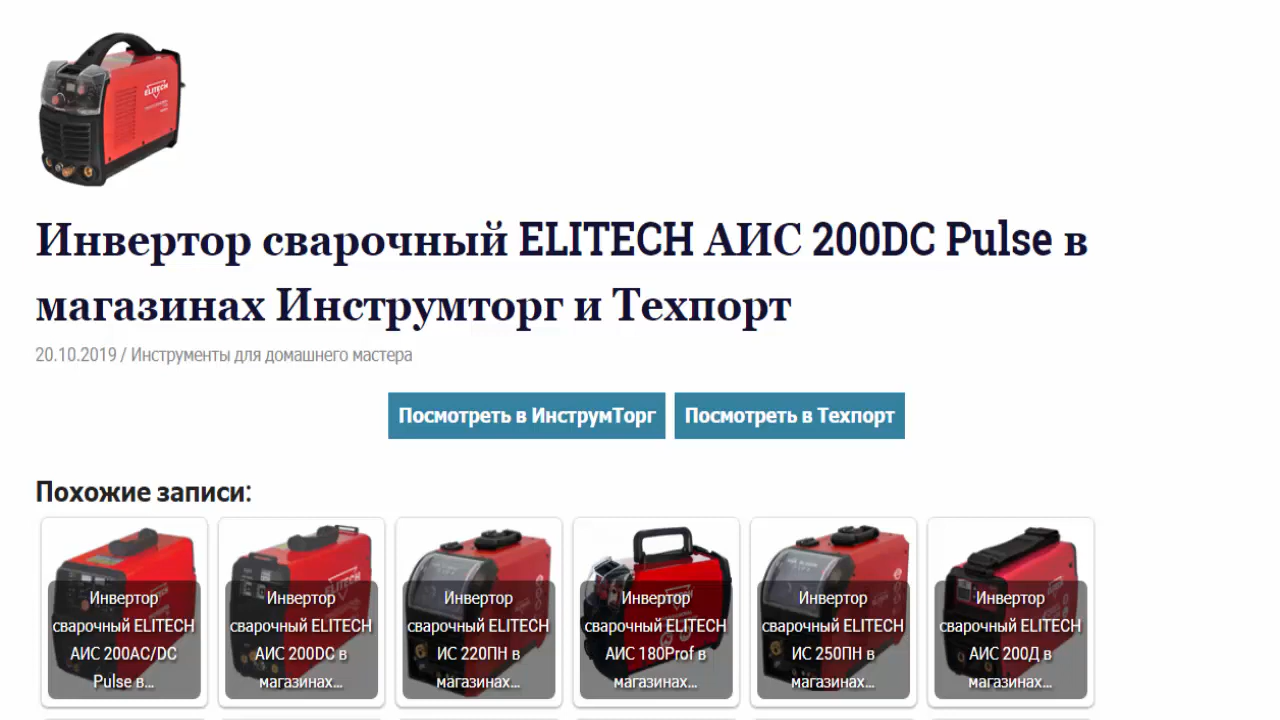 ELITECH
Инвертор сварочный ELITECH АИС 200DC Pulse в
магазинах Инструмторг и Техпорт
20.10.2019 / Инструменты для домашнего мастера
Посмотреть в ИнструмТорг
Посмотреть в Техпорт
Похожие записи:
Инвертор
сварочный ELITECH
АИС 200AC/DC
Pulse в...
ELITECH
Инвертор
сварочный ELITECH
АИС 200DC в
магазинах...
Инвертор
сварочный ELITECH
ИС 220ПН в
магазинах...
Инвертор
сварочный ELITECH
АИС 180Prof в
магазинах...
Инвертор
сварочный ELITECH
ИС 250ПН в
магазинах...
Инвертор
сварочный ELITECH
АИС 200Д в
магазинах...